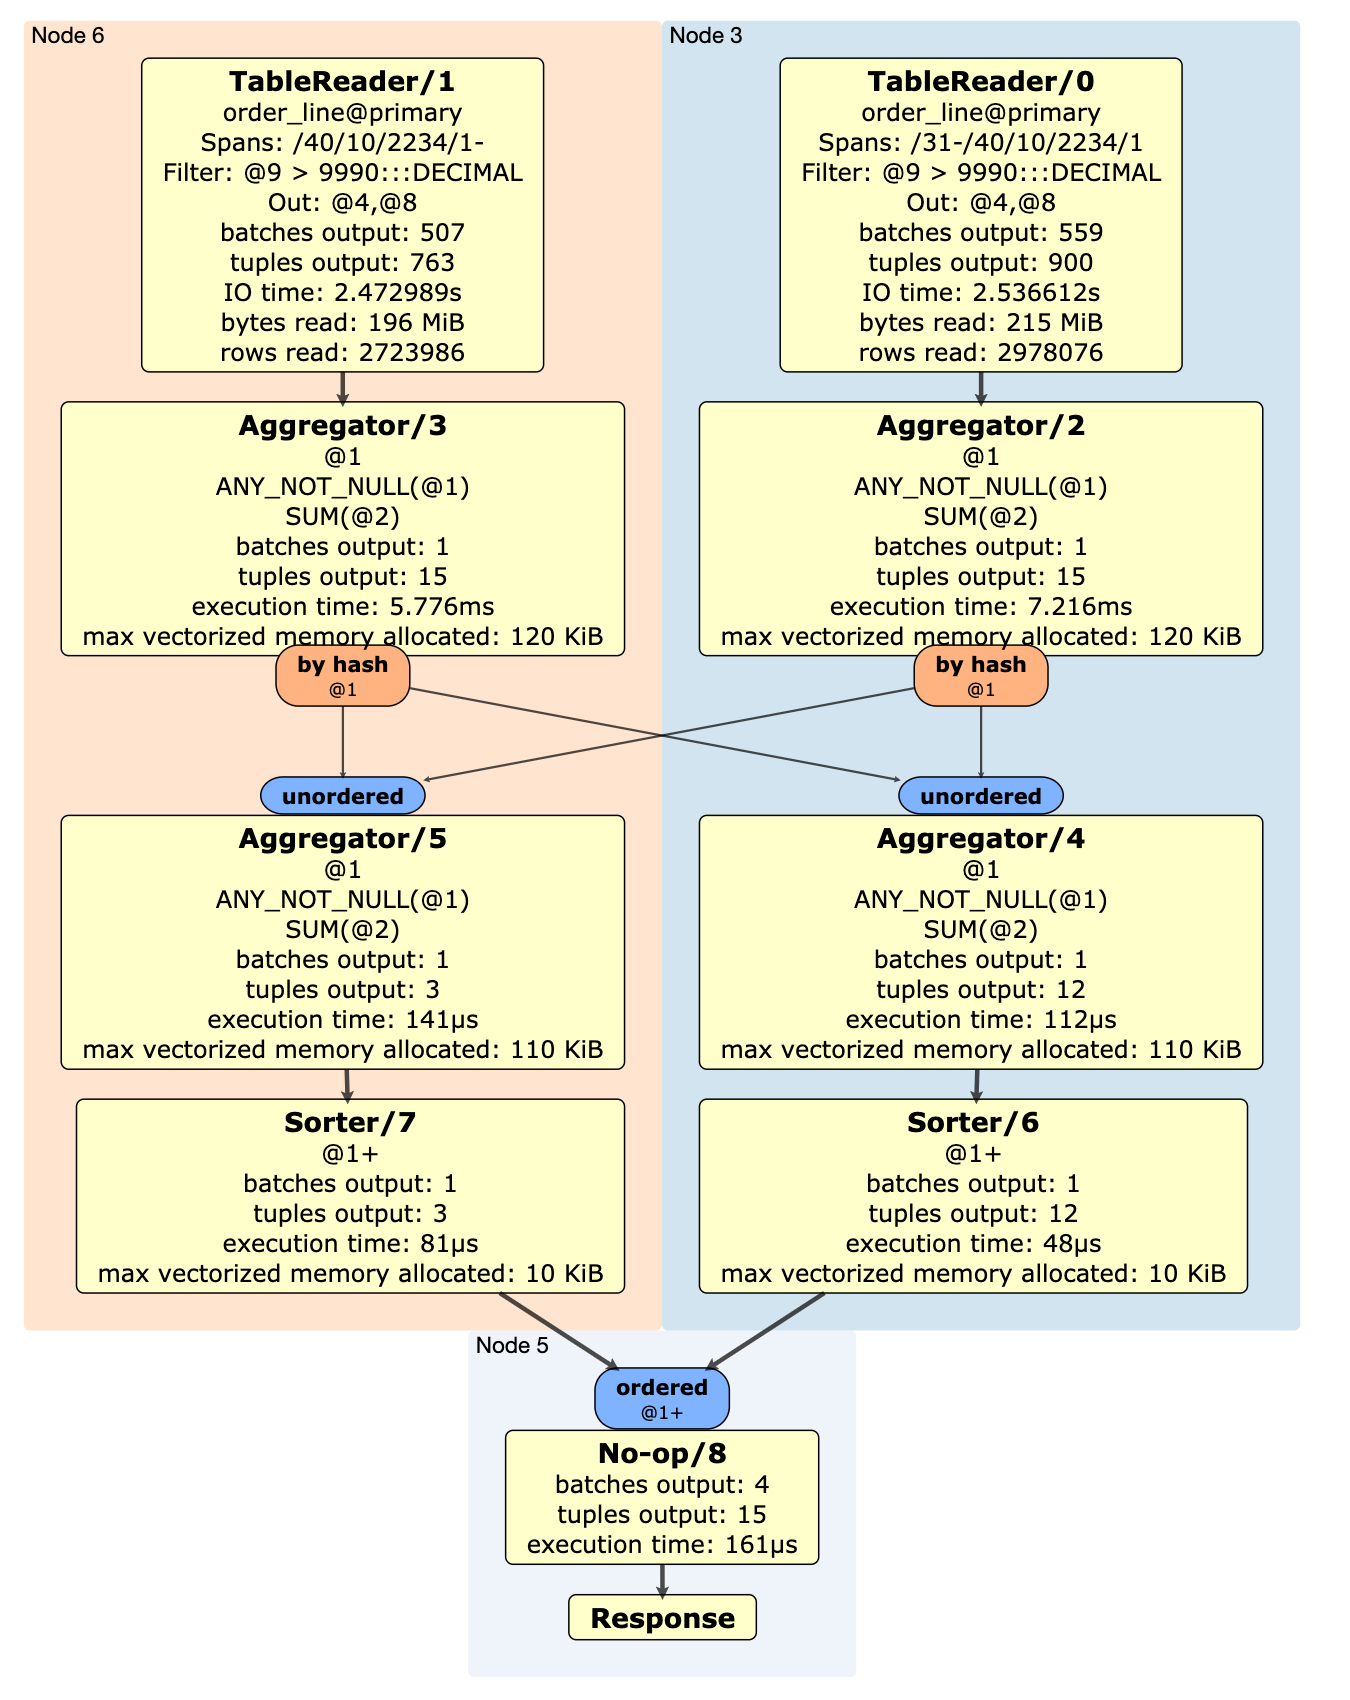 Node 6
TableReader/1
order_line@primary
Spans: /40/10/2234/1-
Filter: @9 > 9990:::DECIMAL
Out: @4,@8
batches output: 507
tuples output: 763
IO time: 2.472989s
bytes read: 196 MiB
rows read: 2723986
Aggregator/3
@1
ANY_NOT_NULL(@1)
SUM(@2)
batches output: 1
tuples output: 15
execution time: 5.776ms
max vectorized memory allocated: 120 KiB
by hash
@1
unordered
Aggregator/5
@1
ANY_NOT_NULL(@1)
SUM(@2)
batches output: 1
tuples output: 3
execution time: 141µs
max vectorized memory allocated: 110 KiB
Sorter/7
@1+
batches output: 1
tuples output: 3
execution time: 81µs
max vectorized memory allocated: 10 KiB
Node 3
TableReader/0
order_line@primary
Spans: /31-/40/10/2234/1
Filter: @9 > 9990:::DECIMAL
Out: @4,@8
batches output: 559
tuples output: 900
IO time: 2.536612s
bytes read: 215 MiB
rows read: 2978076
Aggregator/2
@1
ANY_NOT_NULL(@1)
SUM(@2)
batches output: 1
tuples output: 15
execution time: 7.216ms
max vectorized memory allocated: 120 KiB
by hash
@1
unordered
Aggregator/4
@1
ANY_NOT_NULL(@1)
SUM(@2)
batches output: 1
tuples output: 12
execution time: 112µs
max vectorized memory allocated: 110 KiB
Sorter/6
@1+
batches output: 1
tuples output: 12
execution time: 48µs
max vectorized memory allocated: 10 KiB
Node 5
ordered
@1+
No-op/8
batches output: 4
tuples output: 15
execution time: 161µs
Response